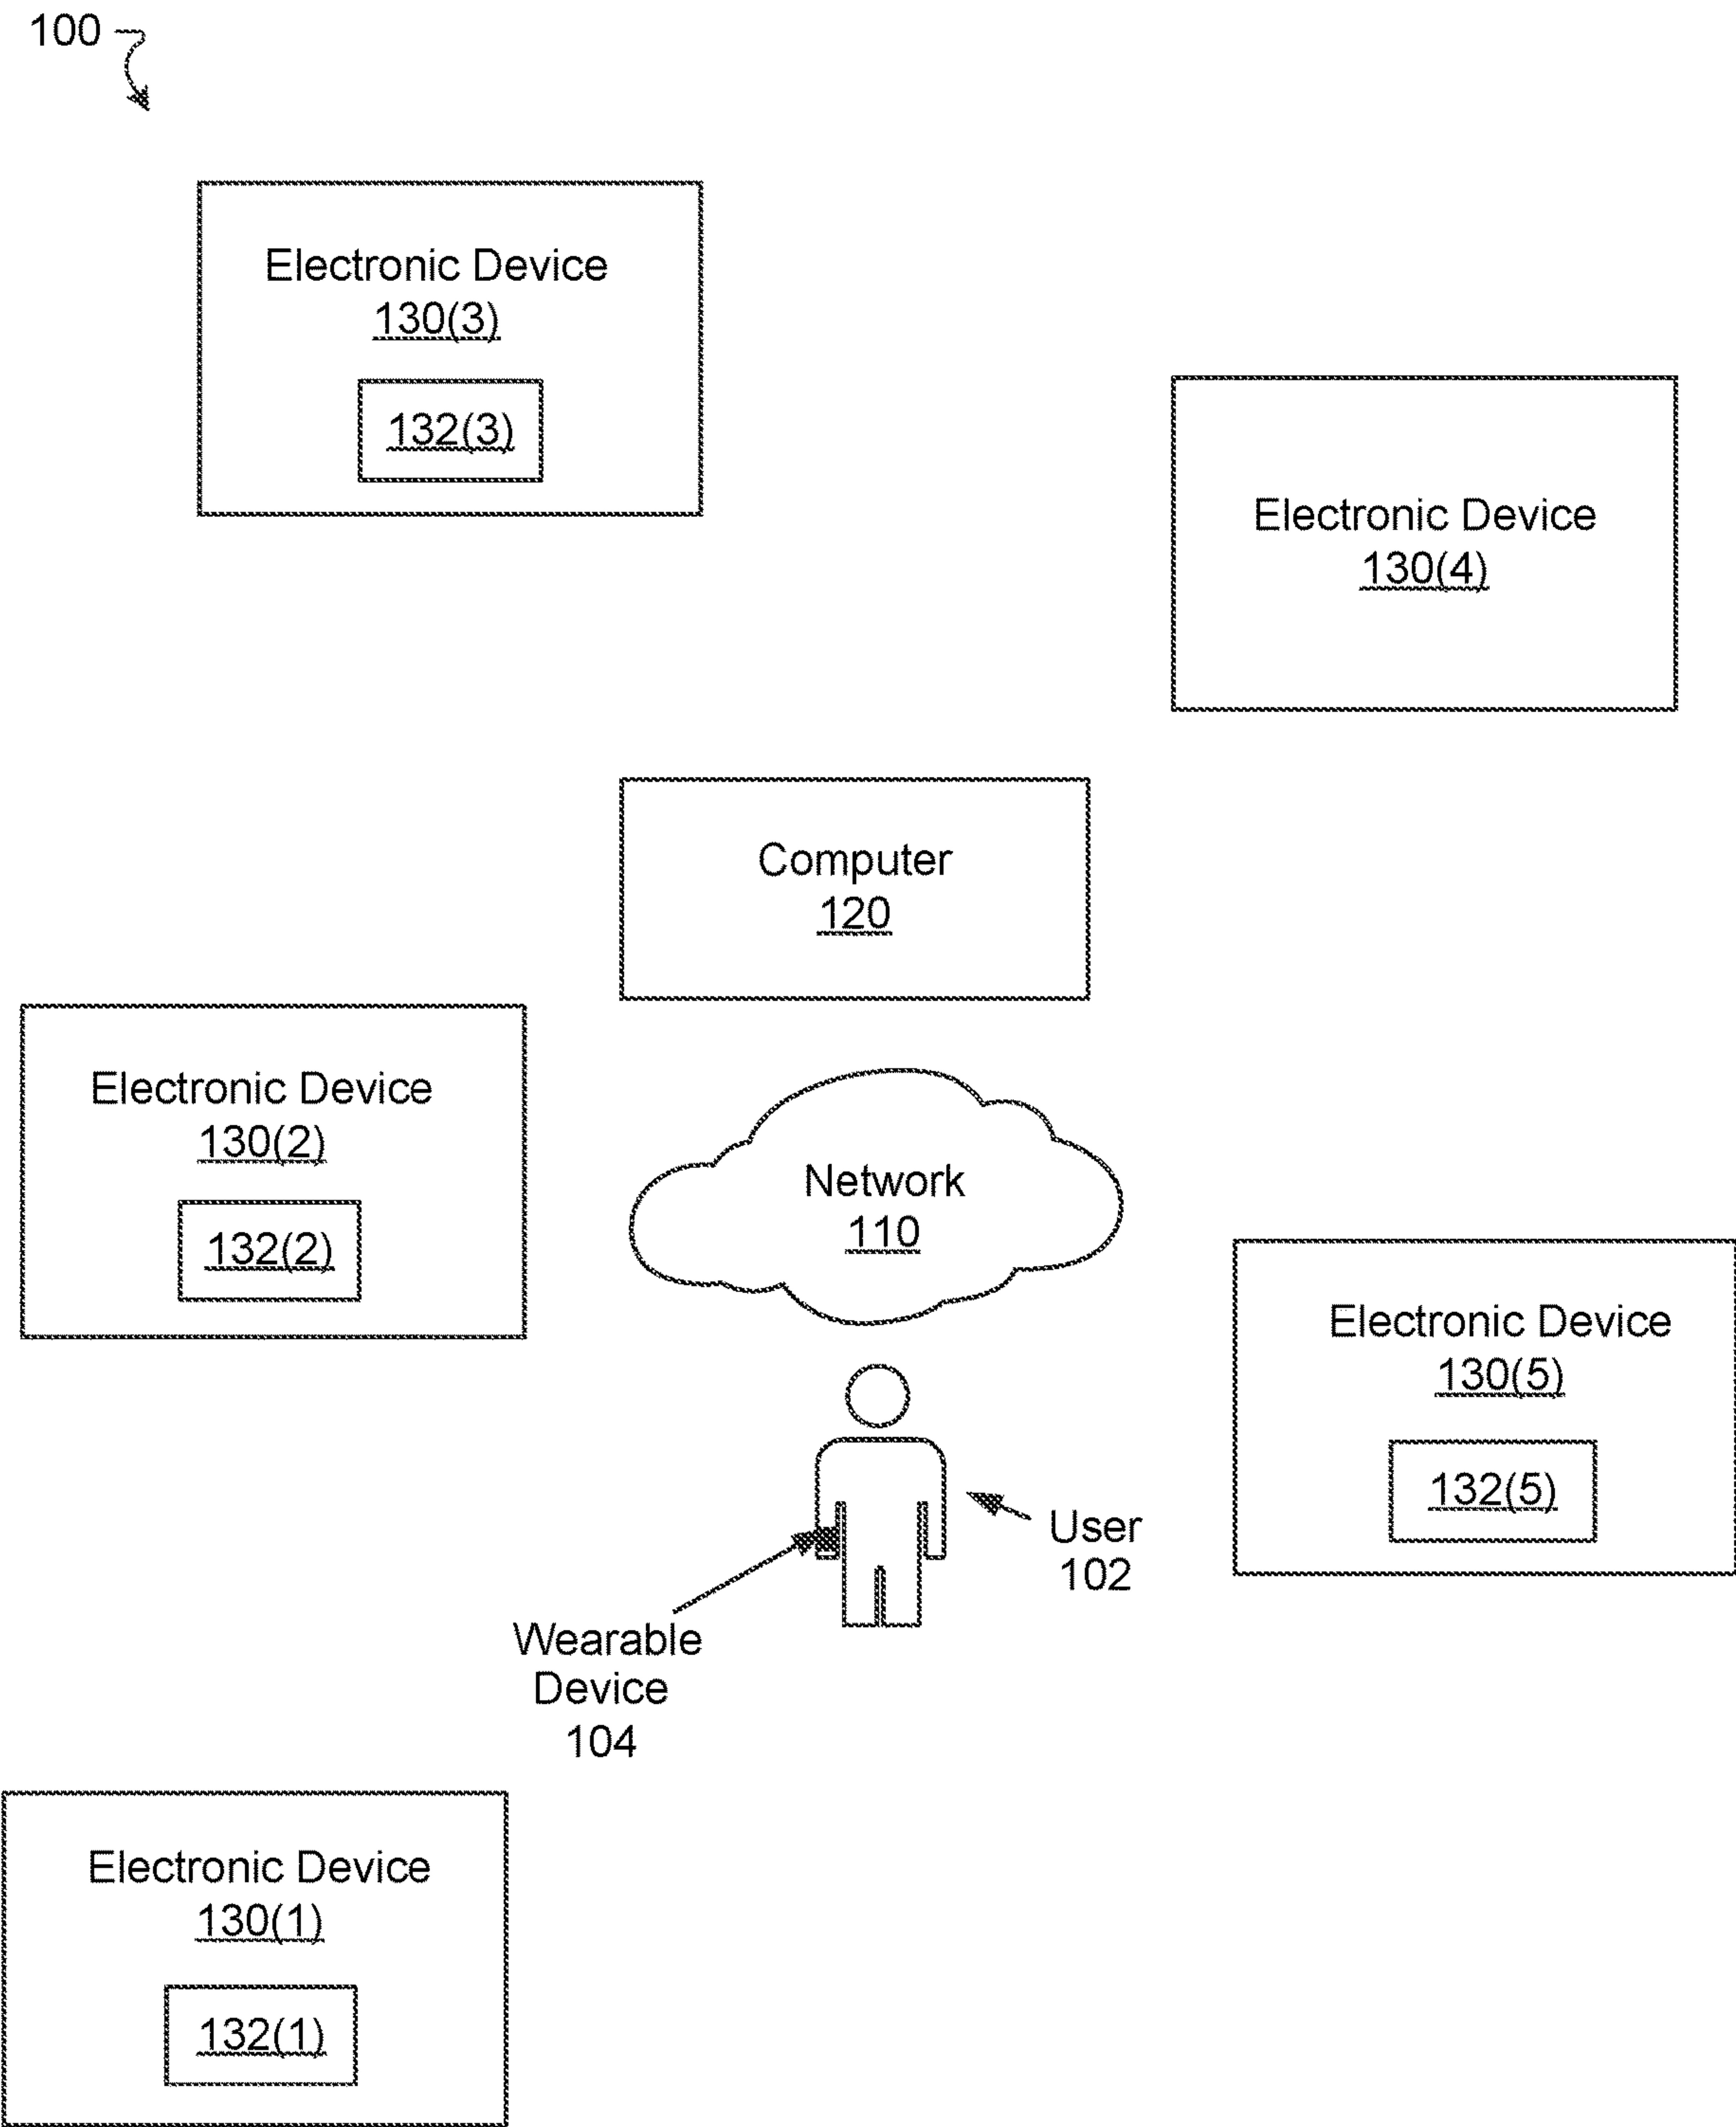 100
Electronic Device
130(3)
132(3)
Electronic Device
130(4)
Computer
120
Electronic Device
130(2)
132(2)
Network
110
Electronic Device
130(5)
132(5)
User
102
Wearable
Device
104
Electronic Device
130(1)
132(1)